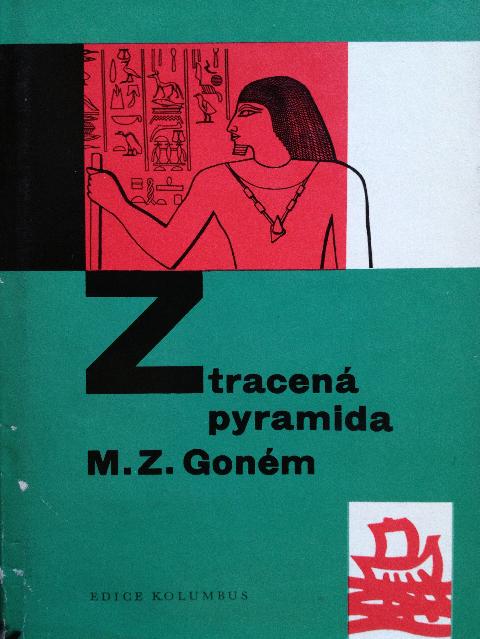 Ztracená
pyramida
M. Z. Goném
EDICE KOLUMBUS